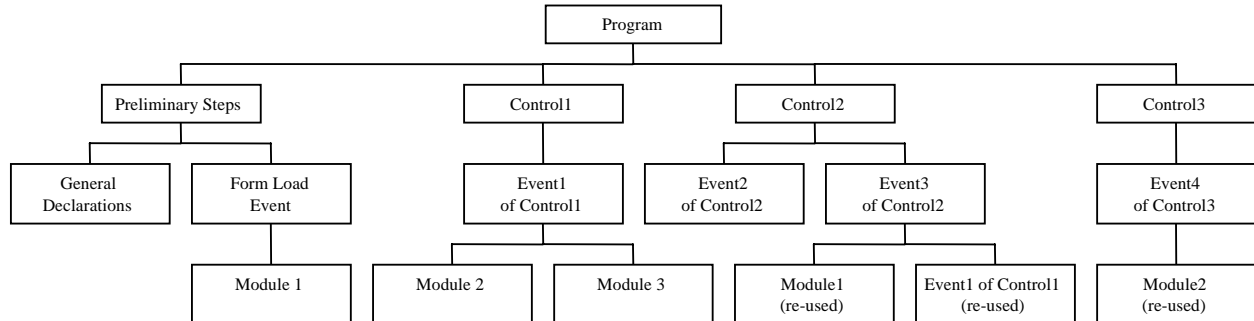 Program
Preliminary Steps
Control1
Control2
Control3
General
Declarations
Form Load
Event
Event1
of Control1
Event2
of Control2
Event3
of Control2
Event4
of Control3
Module 1
Module 2
Module 3
Module1
(re-used)
Event1 of Control1
(re-used)
Module2
(re-used)